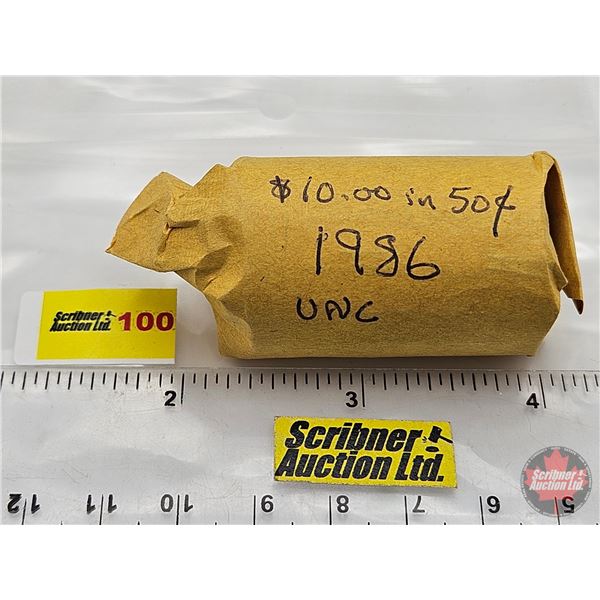 $10.00 in 50¢
1986
UNC
Scribner
Auction Ltd.
100
2 3 4
Scribner
Auction Ltd.
Scribner
Auction Ltd.
12 11 10 9 8 7 6 5